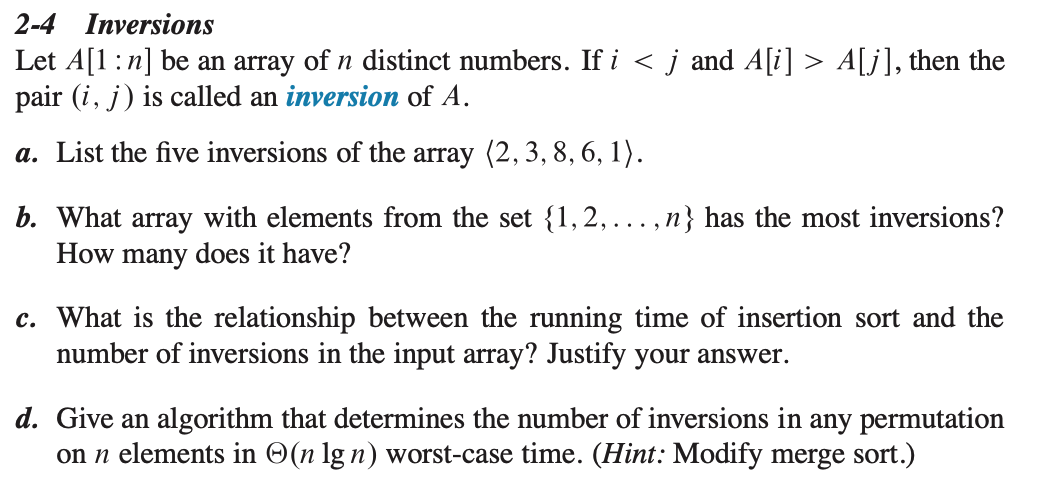 2-4 Inversions
Let A[1 : n] be an array of n distinct numbers. If i < j and A[i] > A[j], then the
pair (i, j) is called an inversion of A.
a. List the five inversions of the array ⟨2, 3, 8, 6, 1⟩.
b. What array with elements from the set {1, 2, . . . , n} has the most inversions?
How many does it have?
c. What is the relationship between the running time of insertion sort and the
number of inversions in the input array? Justify your answer.
d. Give an algorithm that determines the number of inversions in any permutation
on n elements in Θ(n lg n) worst-case time. (Hint: Modify merge sort.)